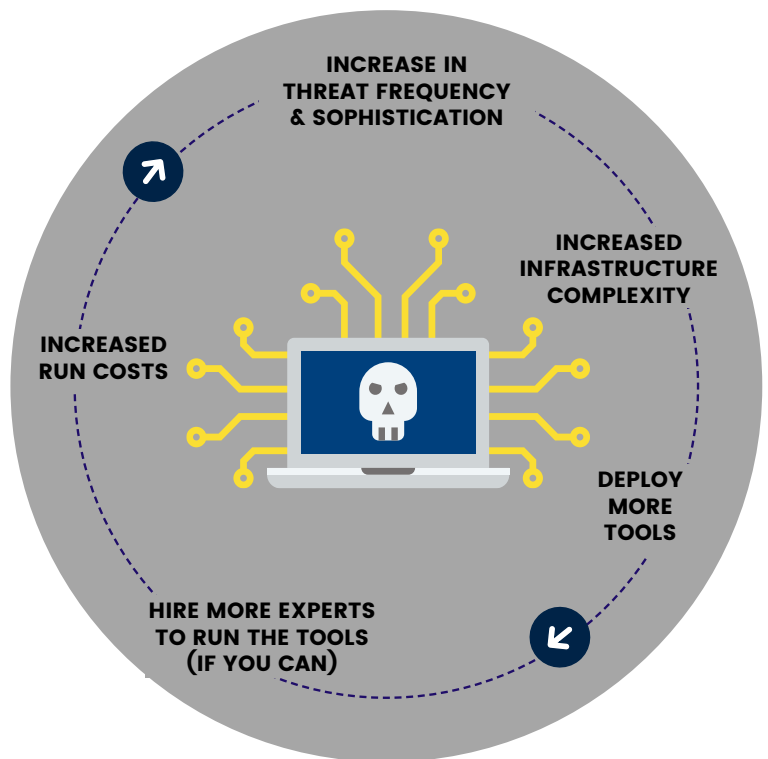 INCREASE IN
THREAT FREQUENCY
& SOPHISTICATION
INCREASED
INFRASTRUCTURE
COMPLEXITY
DEPLOY
MORE
TOOLS
HIRE MORE EXPERTS
TO RUN THE TOOLS
(IF YOU CAN)
INCREASED
RUN COSTS